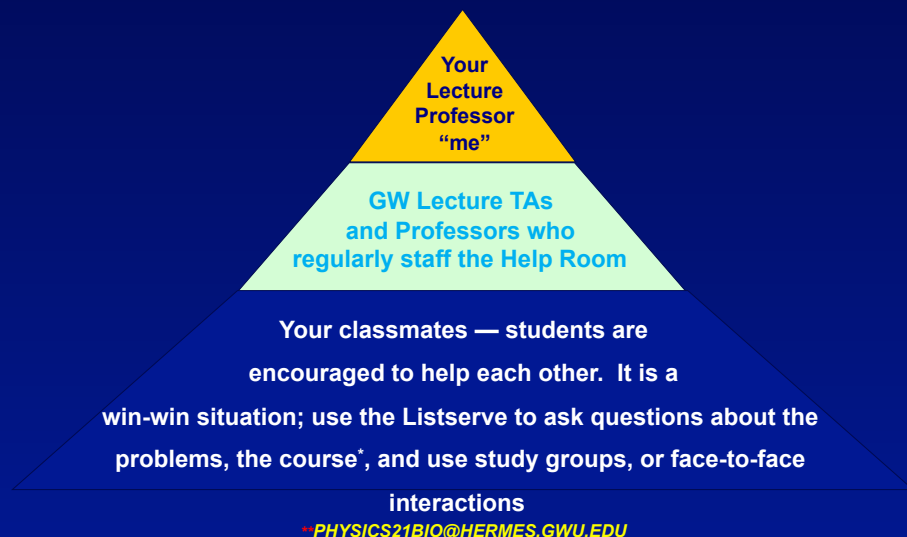 Your
Lecture
Professor
“me”
GW Lecture TAs
and Professors who
regularly staff the Help Room
Your classmates — students are
encouraged to help each other.  It is a
win-win situation; use the Listserve to ask questions about the
problems, the course*, and use study groups, or face-to-face
interactions
**PHYSICS21BIO@HERMES.GWU.EDU